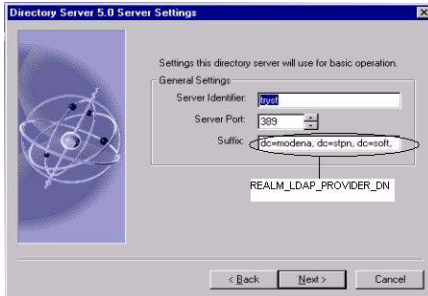 Directory Server 5.0 Server Settings
Settings this directory server will use for basic operation.
General Settings
Server Identifier: tryst
Server Port: 389
Suffix: dc=modena, dc=stpn, dc=soft,
REALM_LDAP_PROVIDER_DN
< Back
Next >
Cancel